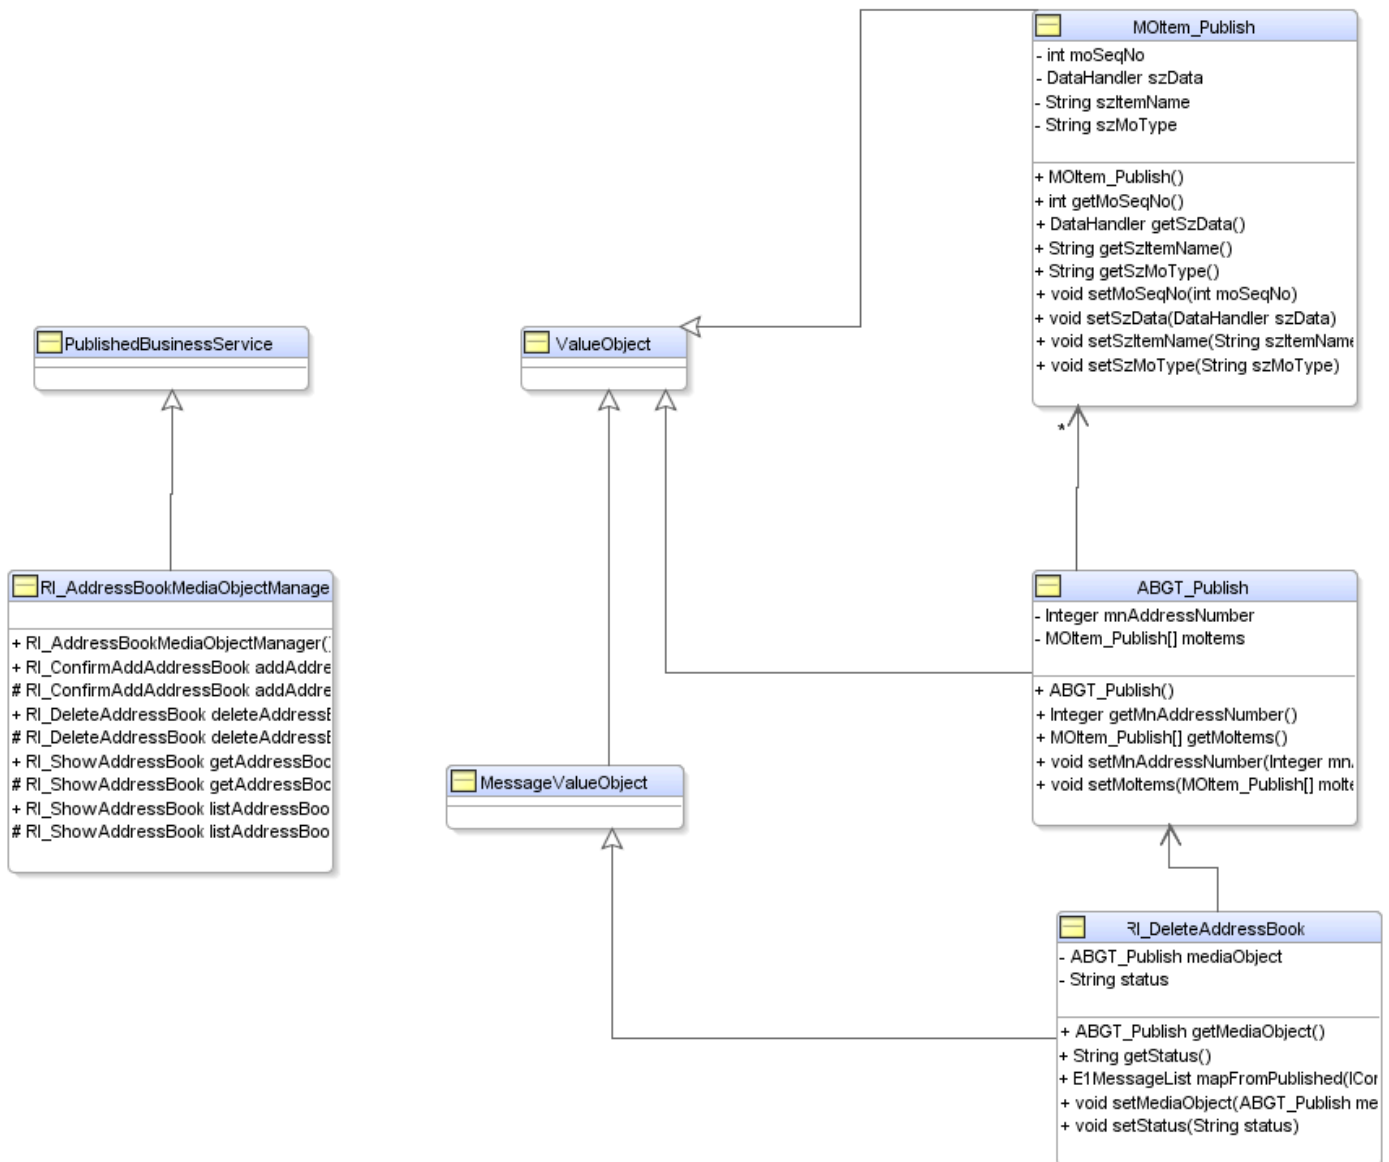 MOItem_Publish
- int moSeqNo
- DataHandler szData
- String szItemName
- String szMoType
+ MOItem_Publish()
+ int getMoSeqNo()
+ DataHandler getSzData()
+ String getSzItemName()
+ String getSzMoType()
+ void setMoSeqNo(int moSeqNo)
+ void setSzData(DataHandler szData)
+ void setSzItemName(String szItemName
+ void setSzMoType(String szMoType)
PublishedBusinessService
ValueObject
*
RI_AddressBookMediaObjectManage
+ RI_AddressBookMediaObjectManager()
+ RI_ConfirmAddAddressBook addAddre
# RI_ConfirmAddAddressBook addAddre
+ RI_DeleteAddressBook deleteAddressE
# RI_DeleteAddressBook deleteAddressE
+ RI_ShowAddressBook getAddressBoo
# RI_ShowAddressBook getAddressBoo
+ RI_ShowAddressBook listAddressBoo
# RI_ShowAddressBook listAddressBoo
ABGT_Publish
- Integer mnAddressNumber
- MOItem_Publish[] moItems
+ ABGT_Publish()
+ Integer getMnAddressNumber()
+ MOItem_Publish[] getMoItems()
+ void setMnAddressNumber(Integer mn
+ void setMoItems(MOItem_Publish[] moIte
MessageValueObject
RI_DeleteAddressBook
- ABGT_Publish mediaObject
- String status
+ ABGT_Publish getMediaObject()
+ String getStatus()
+ E1MessageList mapFromPublished(ICor
+ void setMediaObject(ABGT_Publish me
+ void setStatus(String status)